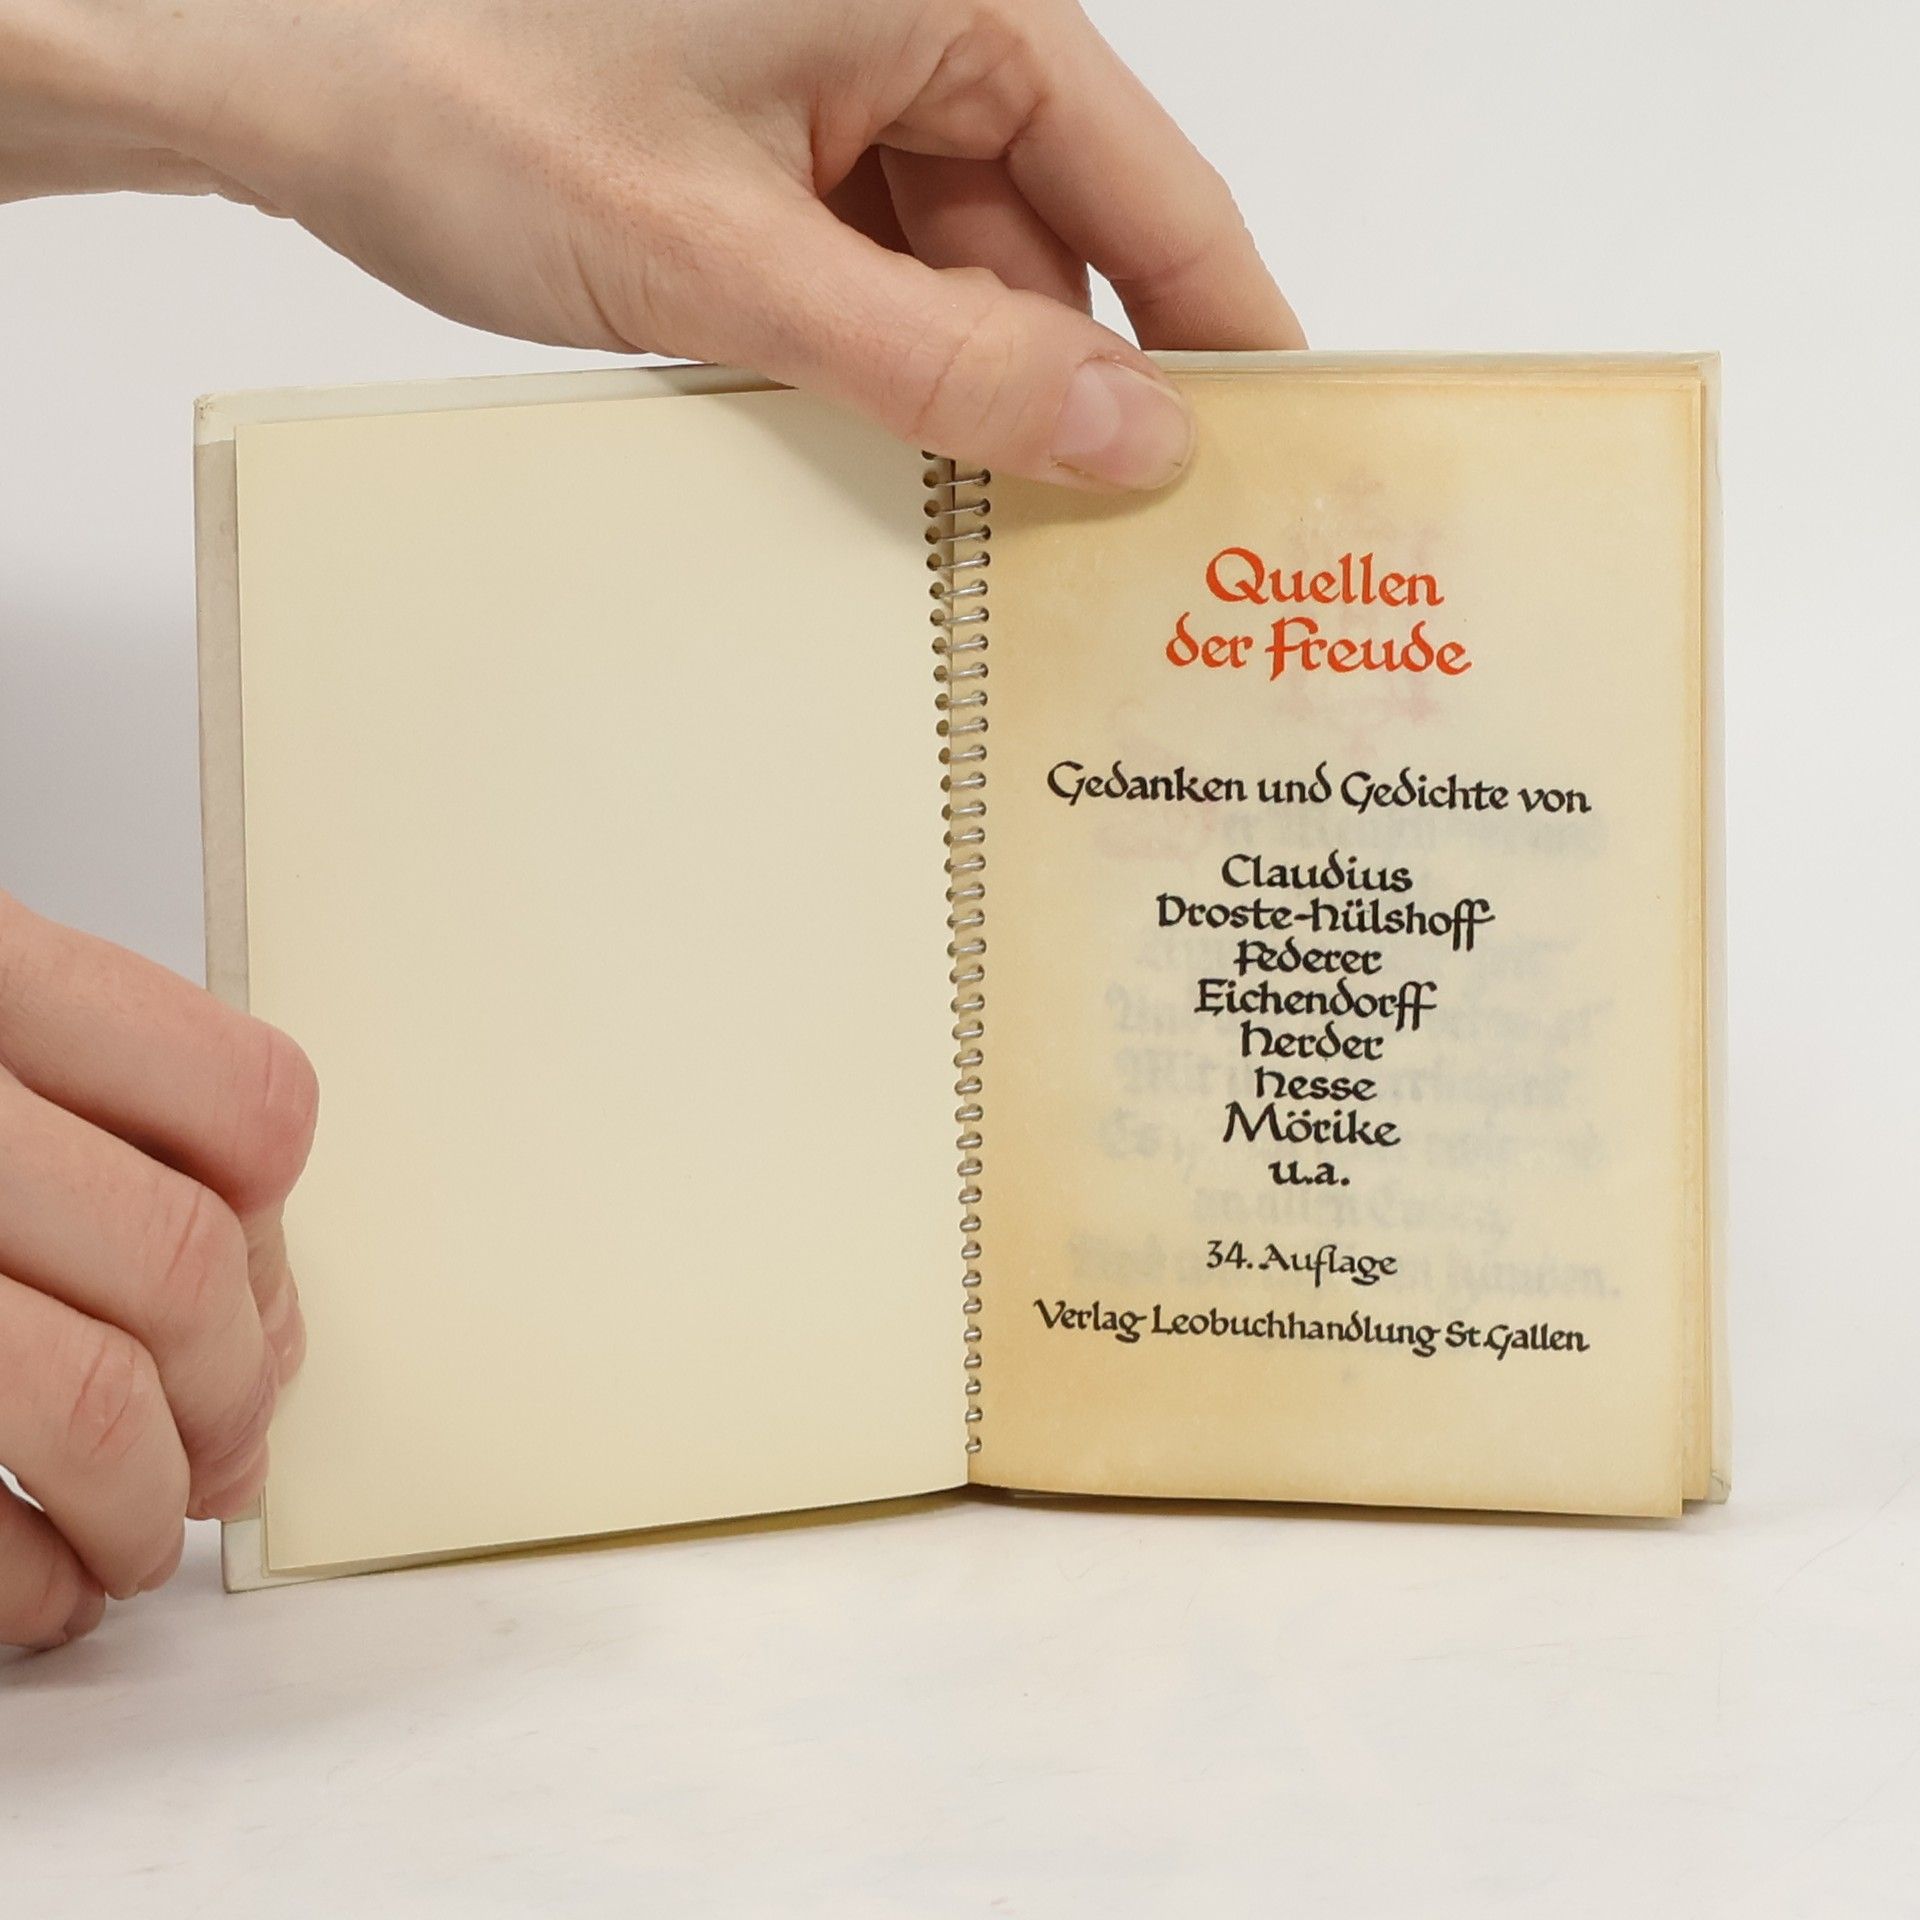 Quellen
der Freude
Gedanken und Gedichte von
Claudius
Droste-Hülshoff
Federer
Eichendorff
Herder
Hesse
Mörike
u.a.
34. Auflage
Verlag Leobuchhandlung St. Gallen